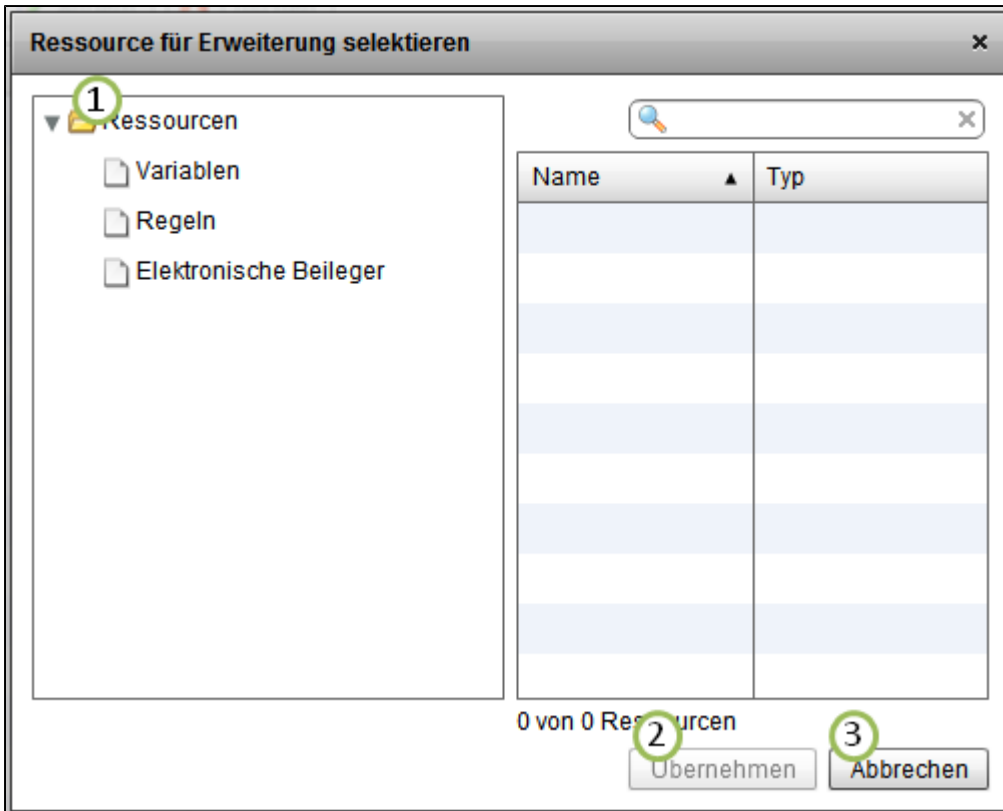 Ressource für Erweiterung selektieren
1
Ressourcen
Variablen
Regeln
Elektronische Beileger
Name
Typ
0 von 0 Ressourcen
2
3
Übernehmen
Abbrechen